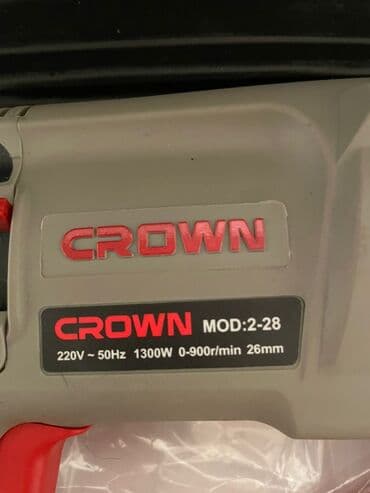 CROWN
CROWN MOD:2-28
220V ~ 50Hz 1300W 0-900r/min 26mm